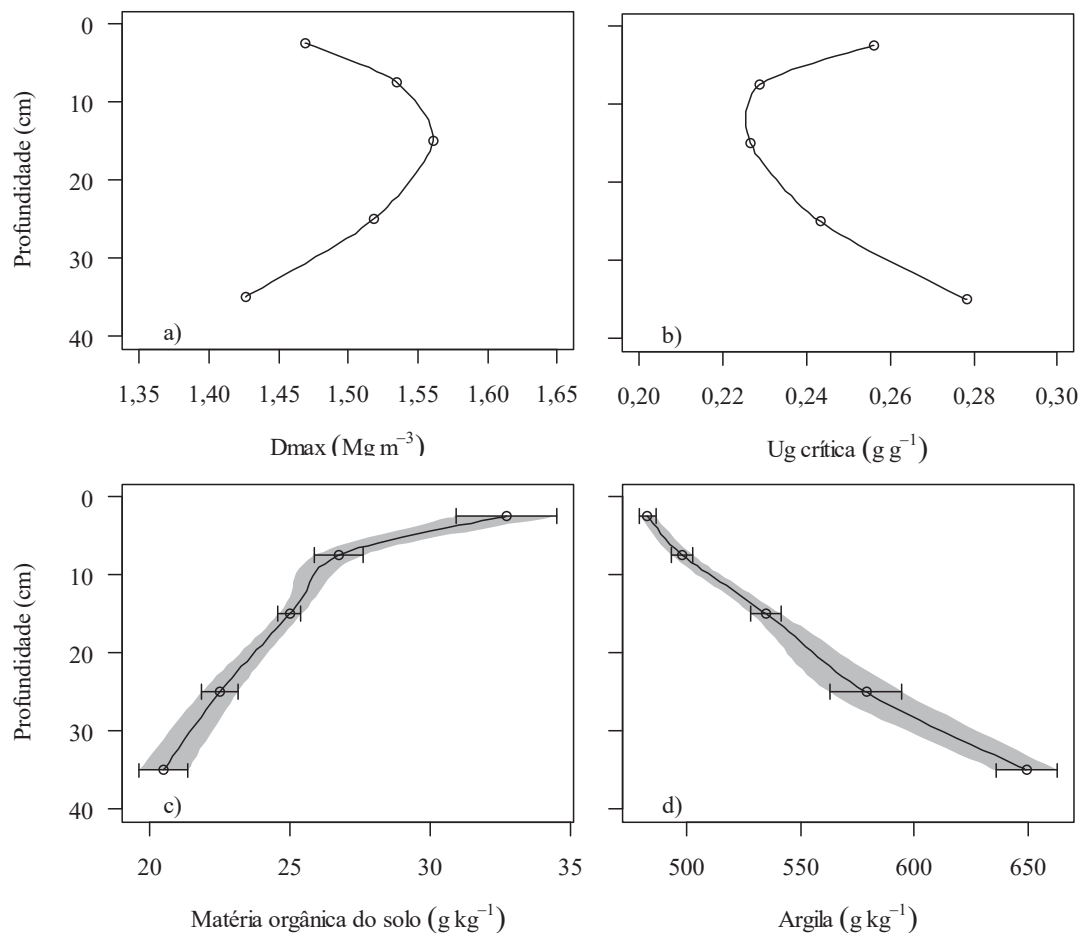 0
10
20
30
40
Profundidade (cm)
a)
1,35 1,40 1,45 1,50 1,55 1,60 1,65
Dmax (Mg m⁻³)
b)
0,20 0,22 0,24 0,26 0,28 0,30
Ug crítica (g g⁻¹)
0
10
20
30
40
Profundidade (cm)
c)
20 25 30 35
Matéria orgânica do solo (g kg⁻¹)
d)
500 550 600 650
Argila (g kg⁻¹)